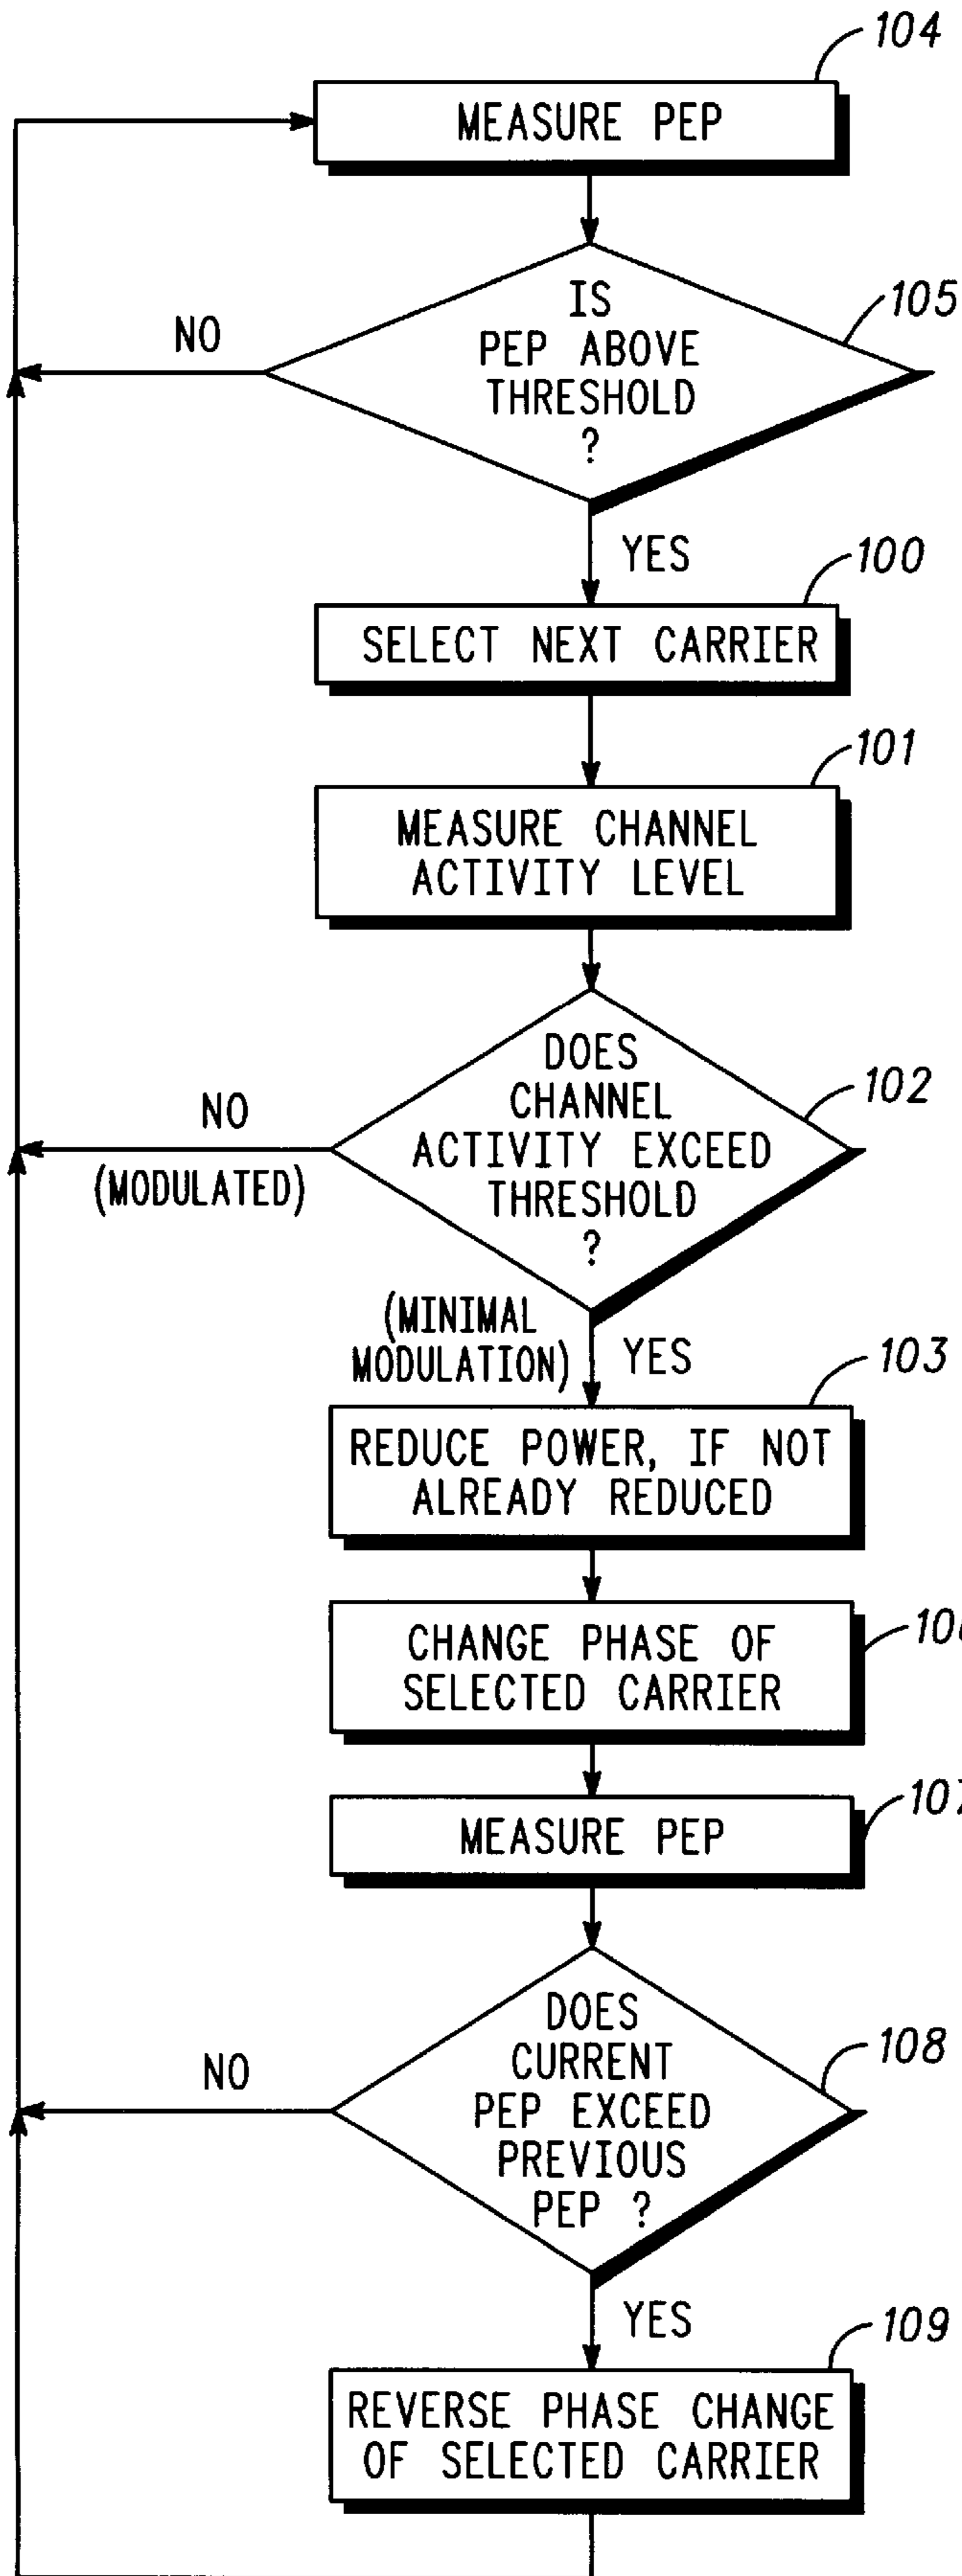 104
MEASURE PEP
IS
PEP ABOVE
THRESHOLD
?
105
NO
YES
100
SELECT NEXT CARRIER
101
MEASURE CHANNEL
ACTIVITY LEVEL
DOES
CHANNEL
ACTIVITY EXCEED
THRESHOLD
?
102
NO
(MODULATED)
(MINIMAL
MODULATION)
YES
103
REDUCE POWER, IF NOT
ALREADY REDUCED
CHANGE PHASE OF
SELECTED CARRIER
MEASURE PEP
DOES
CURRENT
PEP EXCEED
PREVIOUS
PEP ?
108
NO
YES
109
REVERSE PHASE CHANGE
OF SELECTED CARRIER